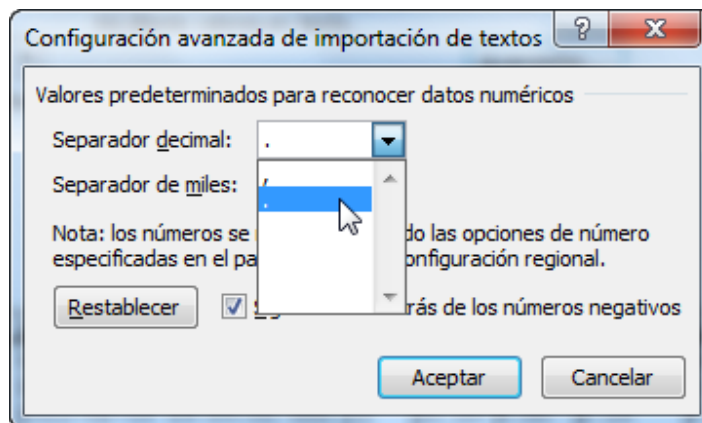 Configuración avanzada de importación de textos
Valores predeterminados para reconocer datos numéricos
Separador decimal: .
Separador de miles: ,
.
Nota: los números se do las opciones de número
especificadas en el pa onfiguración regional.
Restablecer rás de los números negativos
Aceptar Cancelar